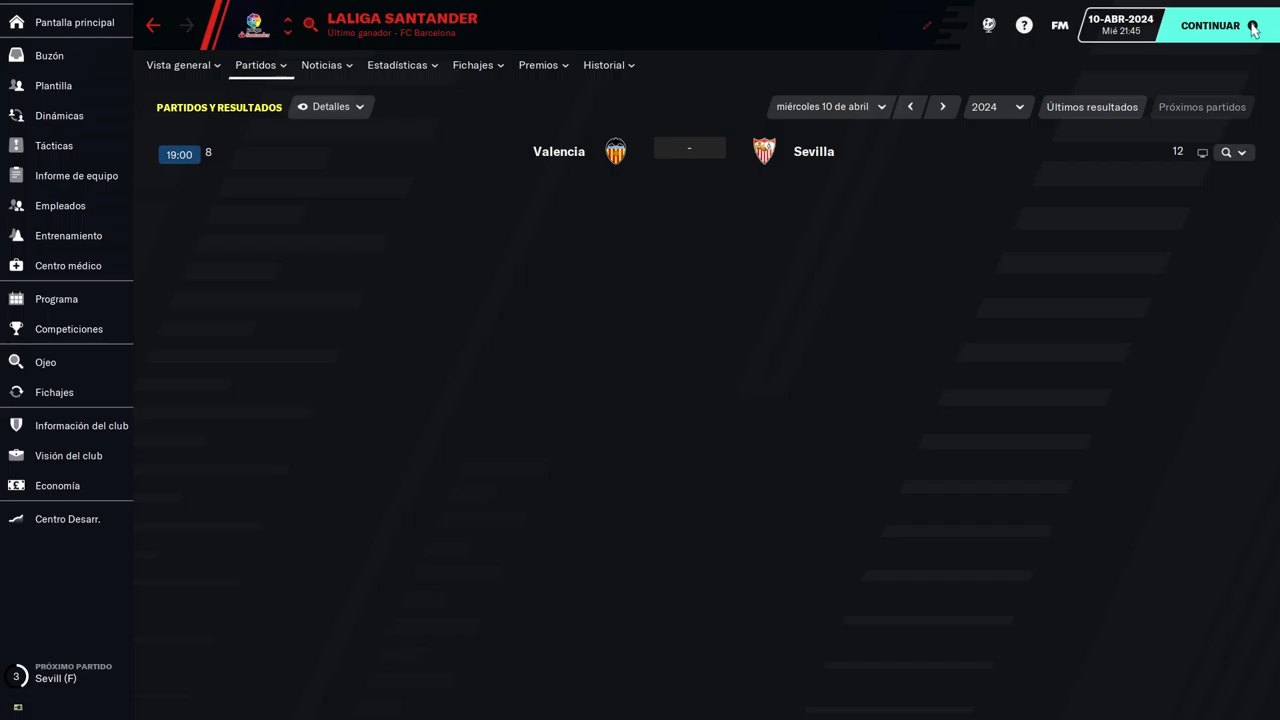 Pantalla principal
Buzón
Plantilla
Dinámicas
Tácticas
Informe de equipo
Empleados
Entrenamiento
Centro médico
Programa
Competiciones
Ojeo
Fichajes
Información del club
Visión del club
Economía
Centro Desarr.
3 PRÓXIMO PARTIDO
Sevill (F)
LALIGA SANTANDER
Último ganador - FC Barcelona
? FM
10-ABR-2024
Mié 21:45
CONTINUAR
Vista general Partidos Noticias Estadísticas Fichajes Premios Historial
PARTIDOS Y RESULTADOS Detalles miércoles 10 de abril 2024 Últimos resultados Próximos partidos
19:00 8 Valencia - Sevilla 12